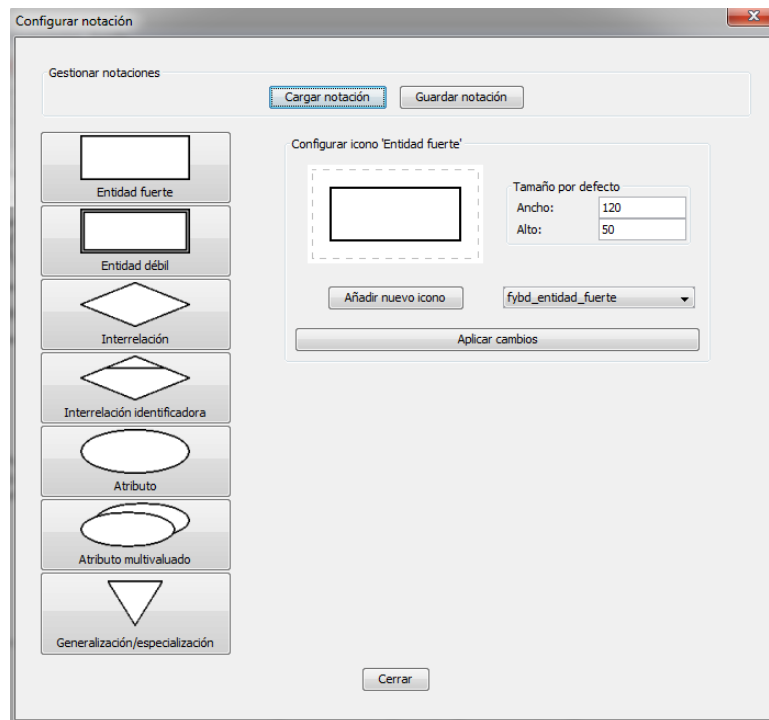 Configurar notación
Gestionar notaciones
Cargar notación
Guardar notación
Entidad fuerte
Entidad débil
Interrelación
Interrelación identificadora
Atributo
Atributo multivaluado
Generalización/especialización
Configurar icono 'Entidad fuerte'
Tamaño por defecto
Ancho: 120
Alto: 50
Añadir nuevo icono
fybd_entidad_fuerte
Aplicar cambios
Cerrar